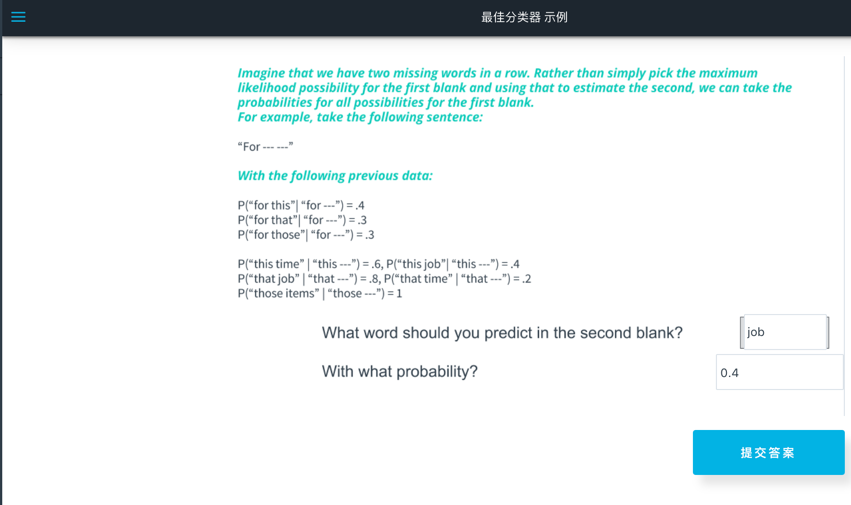 最佳分类器 示例
Imagine that we have two missing words in a row. Rather than simply pick the maximum
likelihood possibility for the first blank and using that to estimate the second, we can take the
probabilities for all possibilities for the first blank.
For example, take the following sentence:
“For --- ---”
With the following previous data:
P(“for this”| “for ---”) = .4
P(“for that”| “for ---”) = .3
P(“for those”| “for ---”) = .3
P(“this time” | “this ---”) = .6, P(“this job”| “this ---”) = .4
P(“that job” | “that ---”) = .8, P(“that time” | “that ---”) = .2
P(“those items” | “those ---”) = 1
What word should you predict in the second blank? job
With what probability? 0.4
提交答案